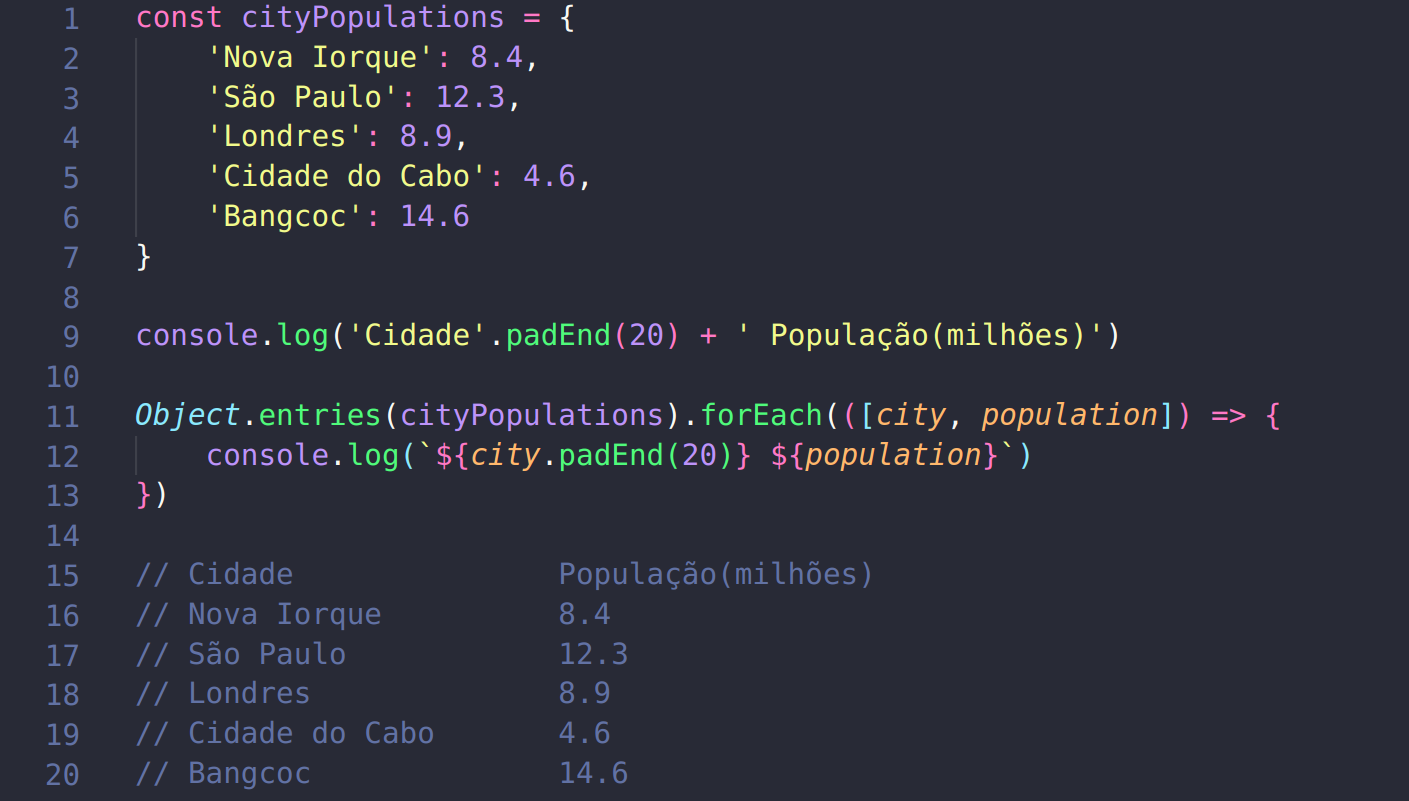 1 const cityPopulations = {
2     'Nova Iorque': 8.4,
3     'São Paulo': 12.3,
4     'Londres': 8.9,
5     'Cidade do Cabo': 4.6,
6     'Bangcoc': 14.6
7 }
8
9 console.log('Cidade'.padEnd(20) + ' População(milhões)')
10
11 Object.entries(cityPopulations).forEach(([city, population]) => {
12     console.log(`${city.padEnd(20)} ${population}`)
13 })
14
15 // Cidade               População(milhões)
16 // Nova Iorque          8.4
17 // São Paulo            12.3
18 // Londres              8.9
19 // Cidade do Cabo       4.6
20 // Bangcoc              14.6